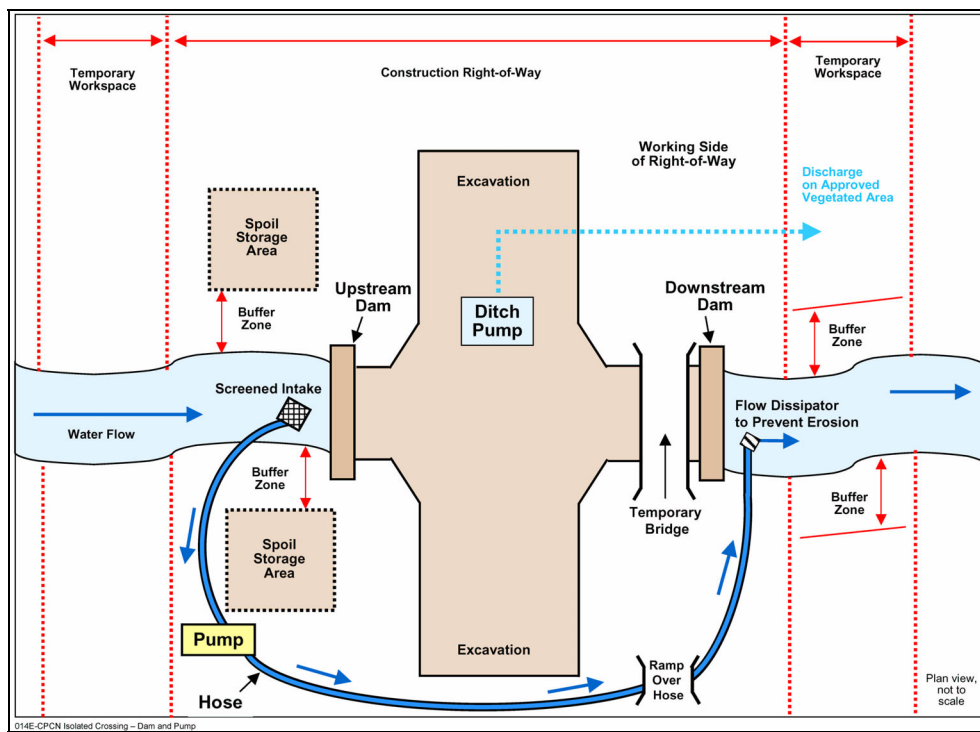 Temporary
Workspace
Construction Right-of-Way
Temporary
Workspace
Working Side
of Right-of-Way
Excavation
Discharge
on Approved
Vegetated Area
Spoil
Storage
Area
Upstream
Dam
Ditch
Pump
Downstream
Dam
Buffer
Zone
Buffer
Zone
Screened Intake
Water Flow
Flow Dissipator
to Prevent Erosion
Buffer
Zone
Buffer
Zone
Temporary
Bridge
Spoil
Storage
Area
Pump
Excavation
Ramp
Over
Hose
Hose
Plan view,
not to
scale
014E-CPCN Isolated Crossing – Dam and Pump